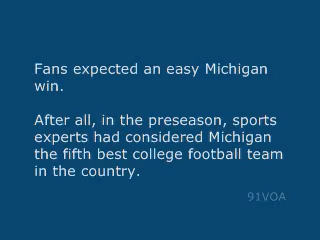 Fans expected an easy Michigan
win.
After all, in the preseason, sports
experts had considered Michigan
the fifth best college football team
in the country.
91VOA